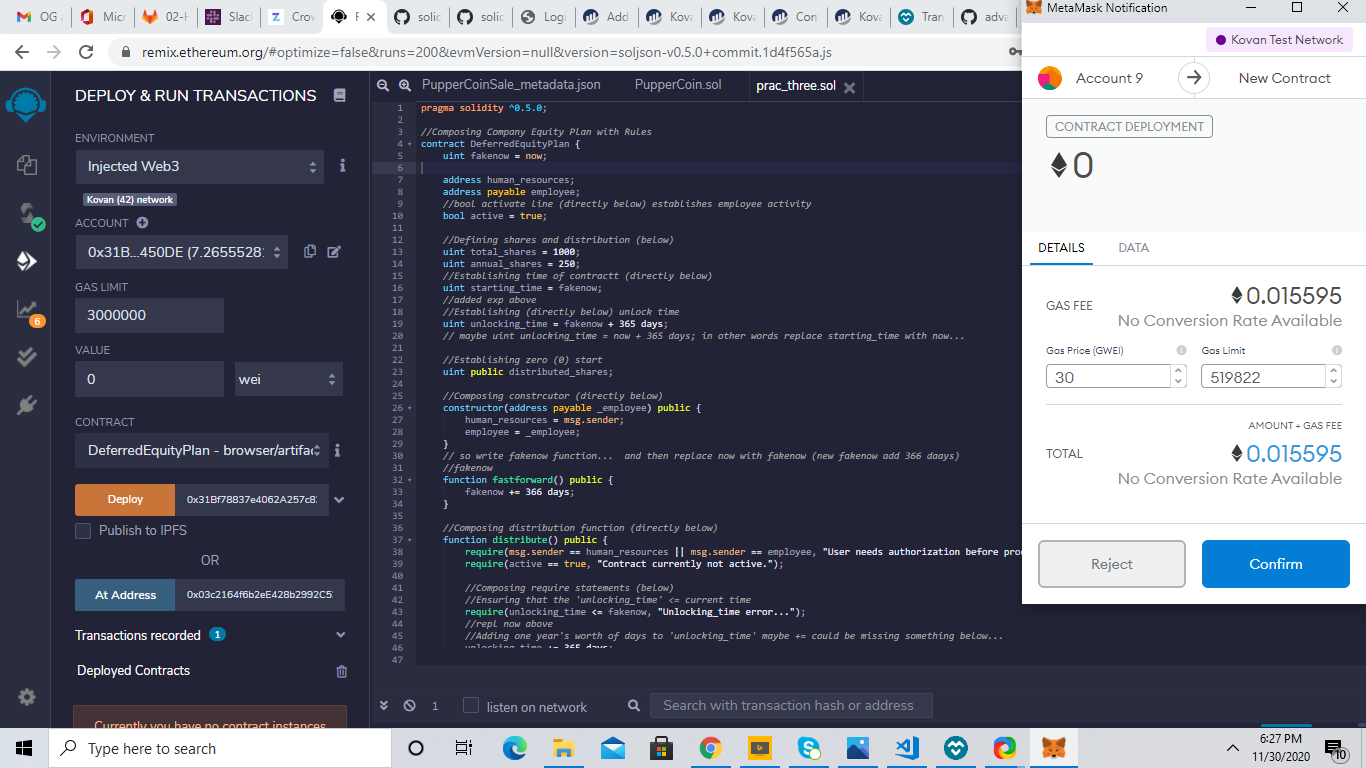 OG a
Micr
02-H
Slack
Crow
F
solid
solid
Logi
Add
Kova
Kova
Con
Kova
Tran
adva
MetaMask Notification
remix.ethereum.org/#optimize=false&runs=200&evmVersion=null&version=soljson-v0.5.0+commit.1d4f565a.js
Kovan Test Network
Account 9
New Contract
CONTRACT DEPLOYMENT
0
DETAILS
DATA
GAS FEE
0.015595
No Conversion Rate Available
Gas Price (GWEI)
Gas Limit
30
519822
AMOUNT + GAS FEE
TOTAL
0.015595
No Conversion Rate Available
Reject
Confirm
DEPLOY & RUN TRANSACTIONS
ENVIRONMENT
Injected Web3
Kovan (42) network
ACCOUNT
0x31B...450DE (7.26555281
GAS LIMIT
3000000
VALUE
0
wei
CONTRACT
DeferredEquityPlan - browser/artifac
Deploy
0x31Bf78837e4062A257c83
Publish to IPFS
OR
At Address
0x03c2164f6b2eE428b2992C5
Transactions recorded 1
Deployed Contracts
Currently you have no contract instances
6
PupperCoinSale_metadata.json
PupperCoin.sol
prac_three.sol
1 pragma solidity ^0.5.0;
2
3 //Composing Company Equity Plan with Rules
4 contract DeferredEquityPlan {
5 uint fakenow = now;
6
7 address human_resources;
8 address payable employee;
9 //bool activate line (directly below) establishes employee activity
10 bool active = true;
11
12 //Defining shares and distribution (below)
13 uint total_shares = 1000;
14 uint annual_shares = 250;
15 //Establishing time of contractt (directly below)
16 uint starting_time = fakenow;
17 //added exp above
18 //Establishing (directly below) unlock time
19 uint unlocking_time = fakenow + 365 days;
20 // maybe uint unlocking_time = now + 365 days; in other words replace starting_time with now...
21
22 //Establishing zero (0) start
23 uint public distributed_shares;
24
25 //Composing constrcutor (directly below)
26 constructor(address payable _employee) public {
27 human_resources = msg.sender;
28 employee = _employee;
29 }
30 // so write fakenow function... and then replace now with fakenow (new fakenow add 366 daays)
31 //fakenow
32 function fastforward() public {
33 fakenow += 366 days;
34 }
35
36 //Composing distribution function (directly below)
37 function distribute() public {
38 require(msg.sender == human_resources || msg.sender == employee, "User needs authorization before proc
39 require(active == true, "Contract currently not active.");
40
41 //Composing require statements (below)
42 //Ensuring that the 'unlocking_time' <= current time
43 require(unlocking_time <= fakenow, "Unlocking_time error...");
44 //repl now above
45 //Adding one year's worth of days to 'unlocking_time' maybe += could be missing something below...
46 unlocking_time += 365 days;
47
1
listen on network
Search with transaction hash or address
Type here to search
6:27 PM
11/30/2020
10